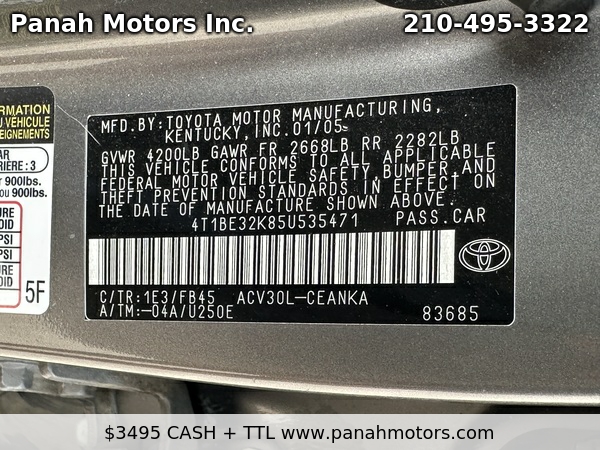 Panah Motors Inc. 210-495-3322
MFD.BY:TOYOTA MOTOR MANUFACTURING,
KENTUCKY, INC.01/05
GVWR 4200LB GAWR FR 2668LB RR 2282LB
THIS VEHICLE CONFORMS TO ALL APPLICABLE
FEDERAL MOTOR VEHICLE SAFETY,BUMPER,AND
THEFT PREVENTION STANDARDS IN EFFECT ON
THE DATE OF MANUFACTURE SHOWN ABOVE.
4T1BE32K85U535471 PASS.CAR
C/TR:1E3/FB45 ACV30L-CEANKA
A/TM:-04A/U250E 83685
5F
$3495 CASH + TTL www.panahmotors.com